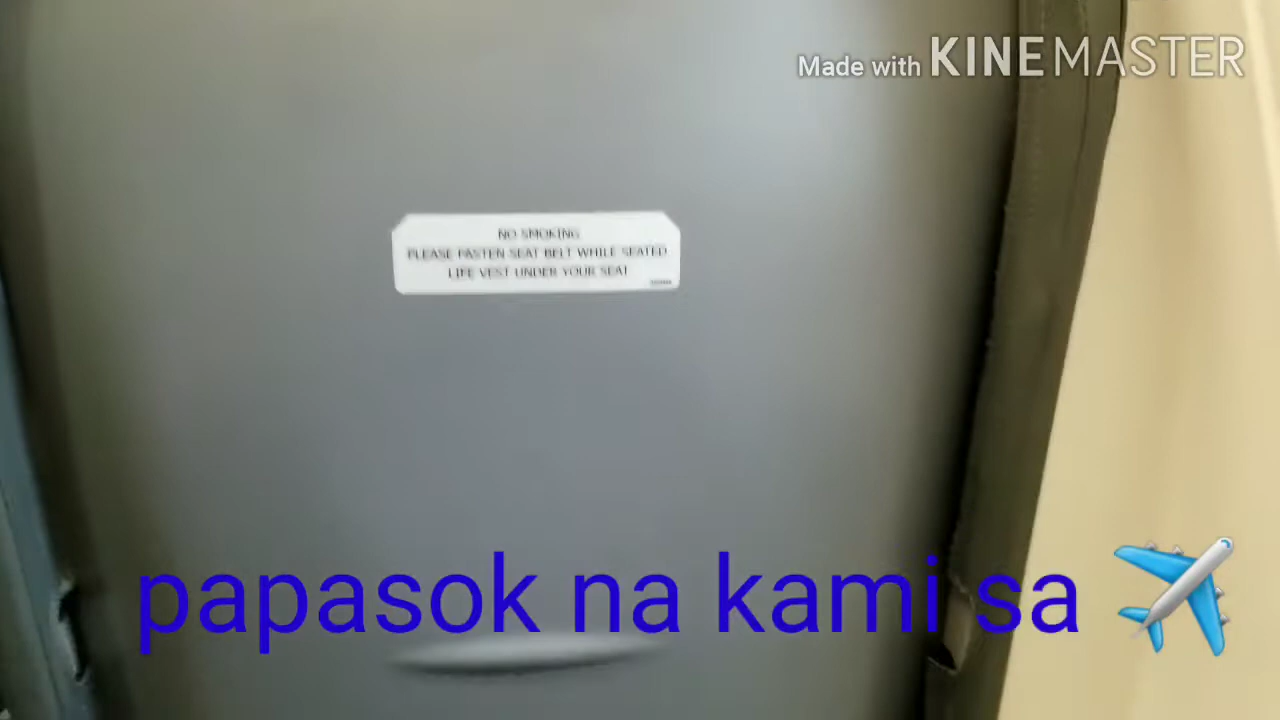 Made with KINEMASTER
NO SMOKING
PLEASE FASTEN SEAT BELT WHILE SEATED
LIFE VEST UNDER YOUR SEAT
papasok na kami sa ✈️